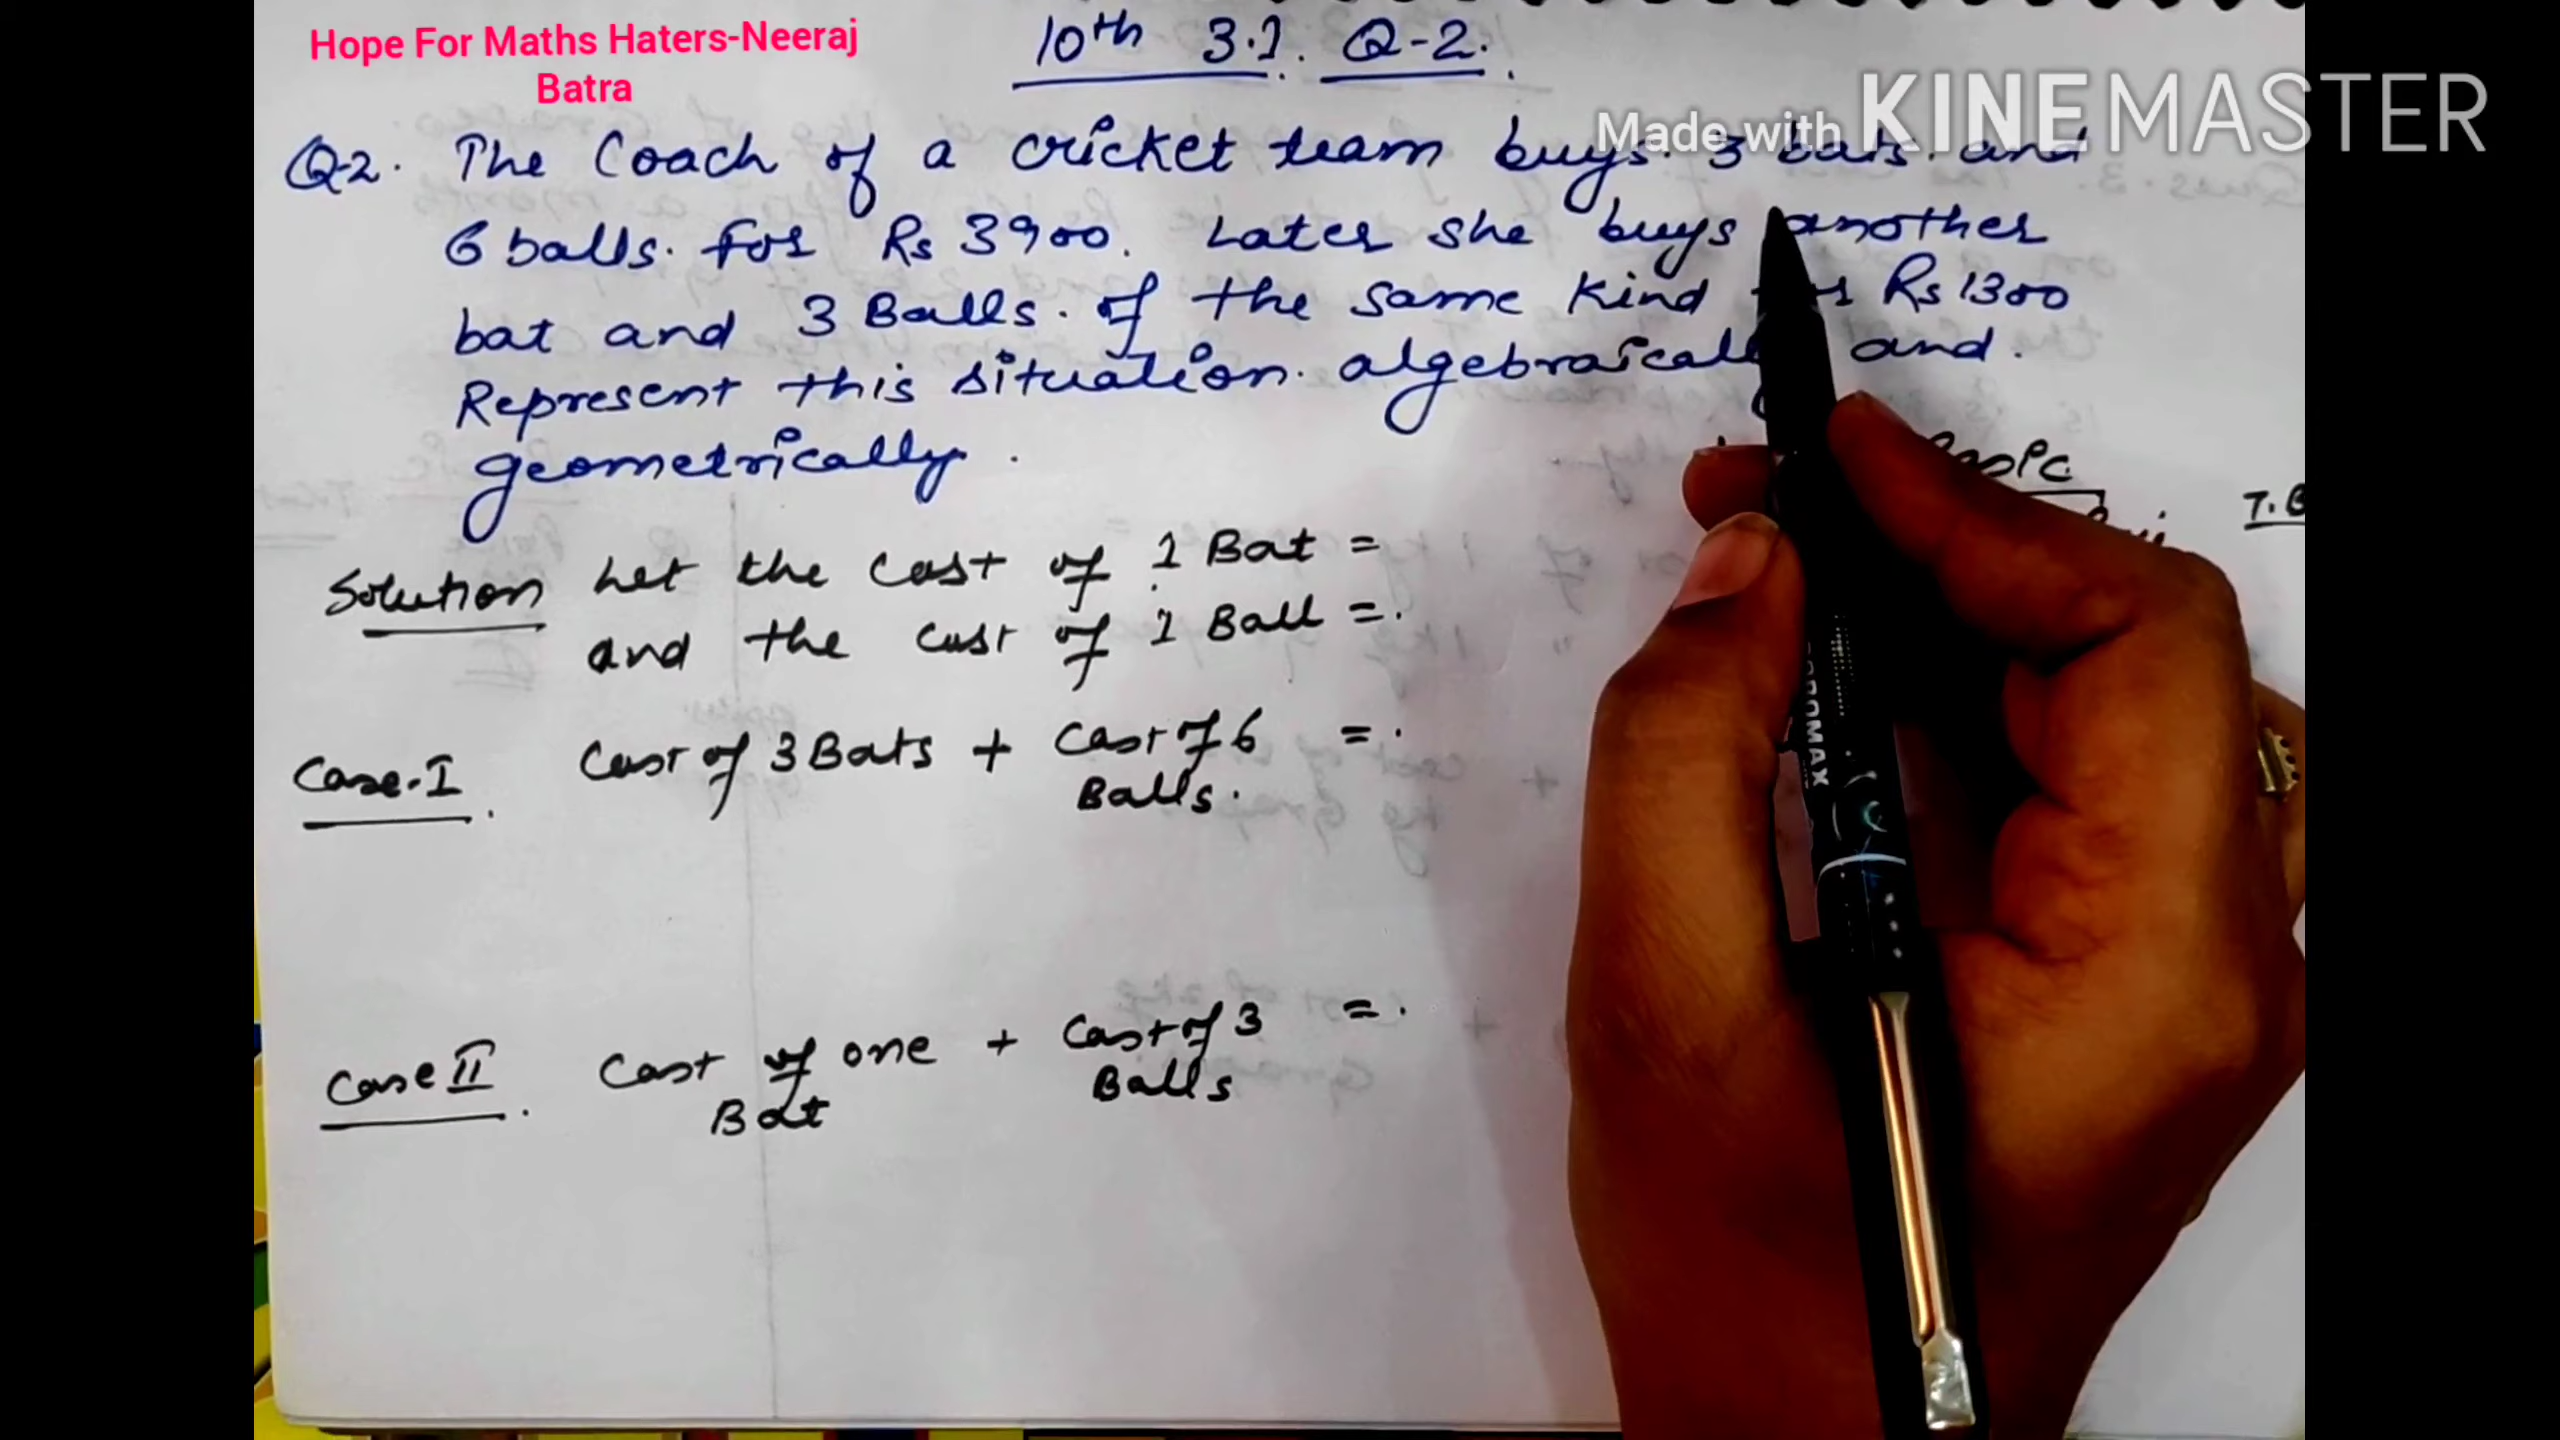 Hope For Maths Haters-Neeraj
Batra
10th 3.1. Q-2.
Made with KINEMASTER
Q-2. The Coach of a cricket team buys 3 bats and
6 balls. for Rs 3900. Later she buys another
bat and 3 Balls. of the same kind Rs 1300
Represent this situation. algebraically and.
geometrically.
T.B
Solution Let the Cost of 1 Bat =
and the Cost of 1 Ball =.
Case-I. Cost of 3 Bats + Cost of 6 =.
Balls.
Case II. Cost of one + Cost of 3 =.
Bat Balls